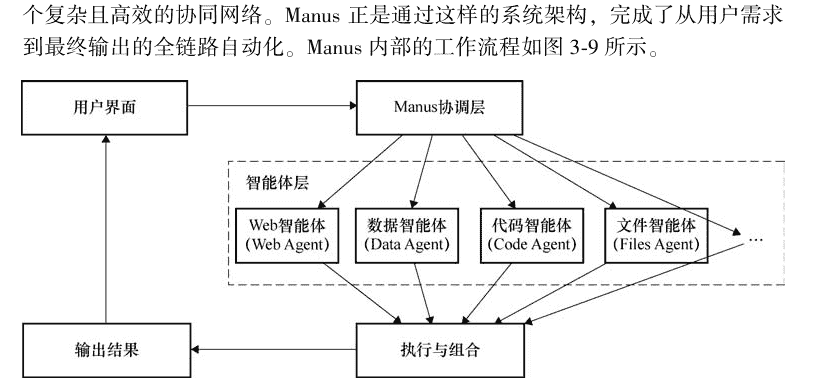 个复杂且高效的协同网络。Manus 正是通过这样的系统架构，完成了从用户需求
到最终输出的全链路自动化。Manus 内部的工作流程如图 3-9 所示。
用户界面
Manus协调层
智能体层
Web智能体
(Web Agent)
数据智能体
(Data Agent)
代码智能体
(Code Agent)
文件智能体
(Files Agent)
...
输出结果
执行与组合